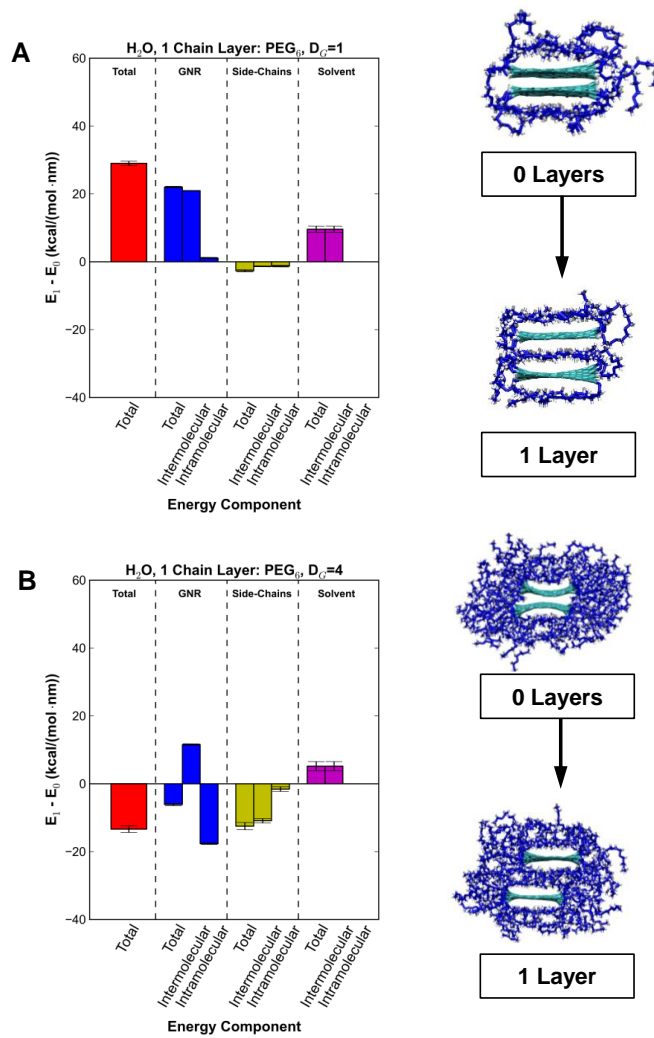 A
H₂O, 1 Chain Layer: PEG₆, D_G=1
Total GNR Side-Chains Solvent
E₁ - E₀ (kcal/(mol·nm))
60
40
20
0
−20
−40
Total
Total
Intermolecular
Intramolecular
Total
Intermolecular
Intramolecular
Total
Intermolecular
Intramolecular
Energy Component
0 Layers
1 Layer
B
H₂O, 1 Chain Layer: PEG₆, D_G=4
Total GNR Side-Chains Solvent
E₁ - E₀ (kcal/(mol·nm))
60
40
20
0
−20
−40
Total
Total
Intermolecular
Intramolecular
Total
Intermolecular
Intramolecular
Total
Intermolecular
Intramolecular
Energy Component
0 Layers
1 Layer